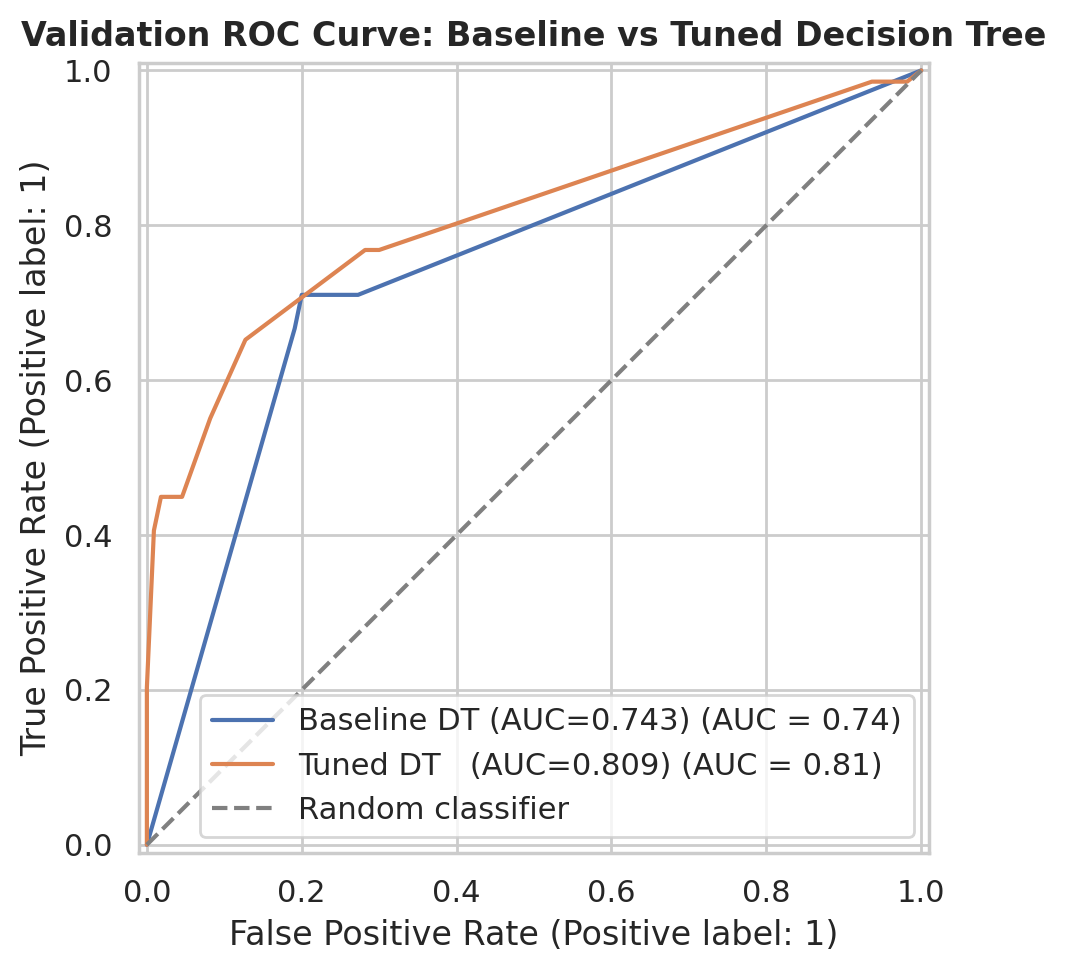 Validation ROC Curve: Baseline vs Tuned Decision Tree
True Positive Rate (Positive label: 1)
1.0
0.8
0.6
0.4
0.2
0.0
Baseline DT (AUC=0.743) (AUC = 0.74)
Tuned DT   (AUC=0.809) (AUC = 0.81)
Random classifier
0.0 0.2 0.4 0.6 0.8 1.0
False Positive Rate (Positive label: 1)